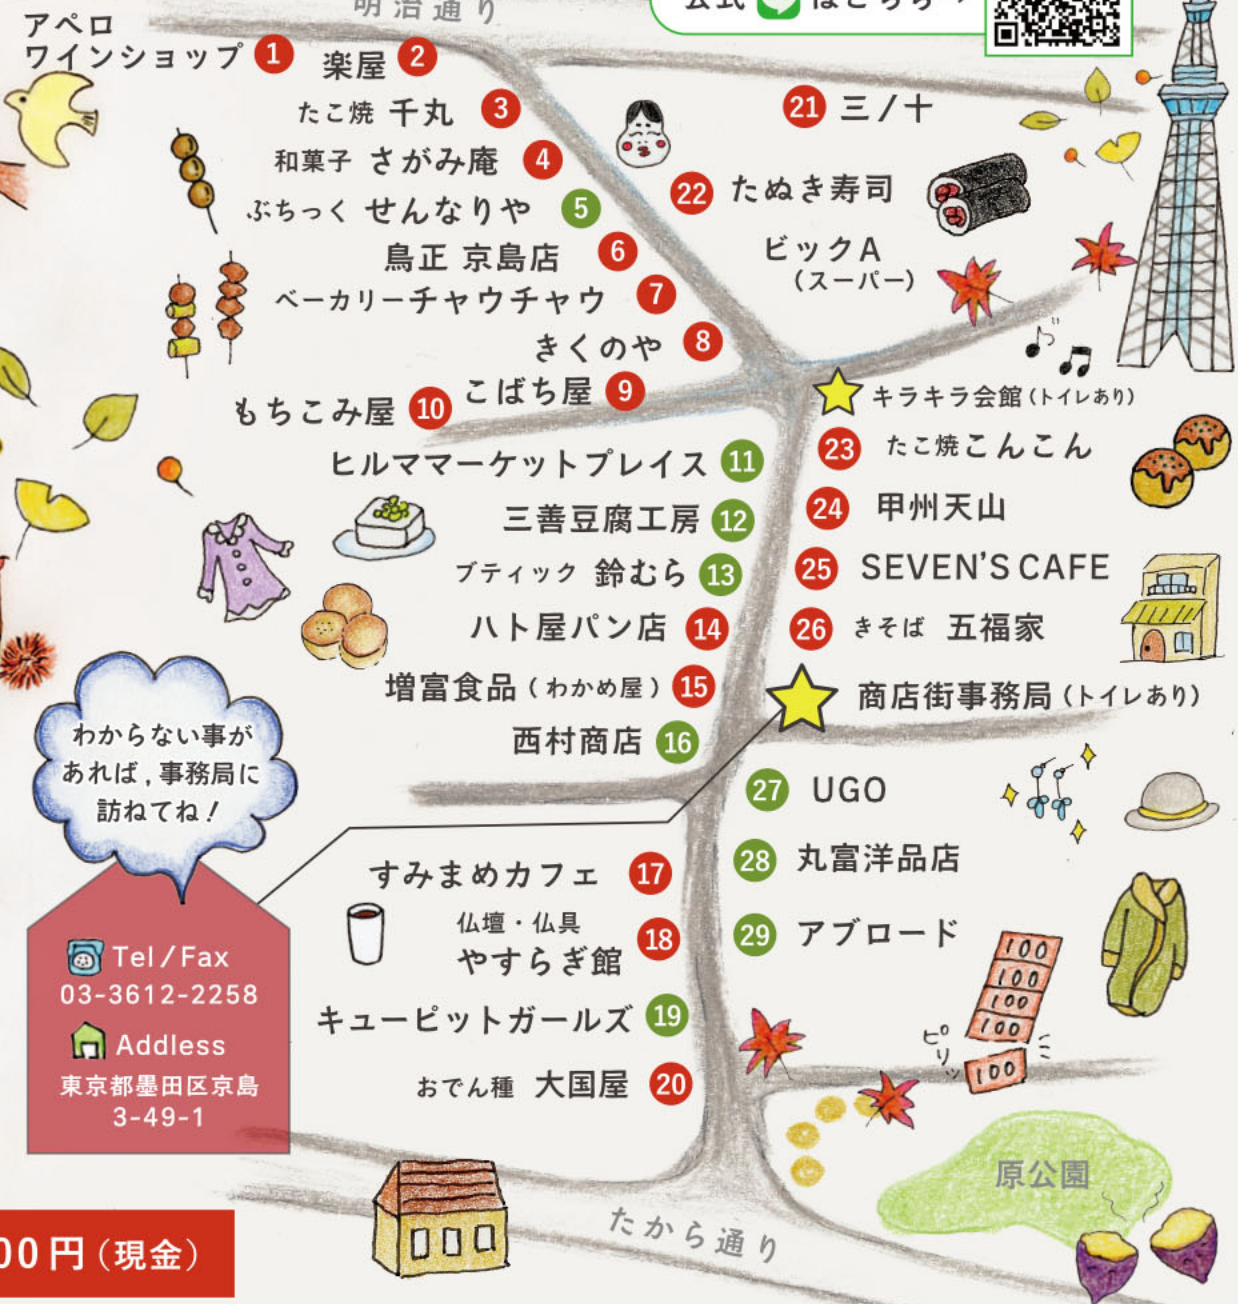 明治通り
公式 はこちら→
アペロ
ワインショップ 1
楽屋 2
たこ焼 千丸 3
和菓子 さがみ庵 4
ぶちっく せんなりや 5
鳥正 京島店 6
ベーカリーチャウチャウ 7
きくのや 8
こばち屋 9
もちこみ屋 10
ヒルママーケットプレイス 11
三善豆腐工房 12
ブティック 鈴むら 13
ハト屋パン店 14
増富食品（わかめ屋） 15
西村商店 16
すみまめカフェ 17
仏壇・仏具
やすらぎ館 18
キューピットガールズ 19
おでん種 大国屋 20
21 三ノ十
22 たぬき寿司
ビックA
（スーパー）
キラキラ会館（トイレあり）
23 たこ焼こんこん
24 甲州天山
25 SEVEN'S CAFE
26 きそば 五福家
商店街事務局（トイレあり）
27 UGO
28 丸富洋品店
29 アブロード
わからない事が
あれば，事務局に
訪ねてね！
Tel/Fax
03-3612-2258
Addless
東京都墨田区京島
3-49-1
100
100
100
100
ピリッ
100
原公園
たから通り
00円（現金）